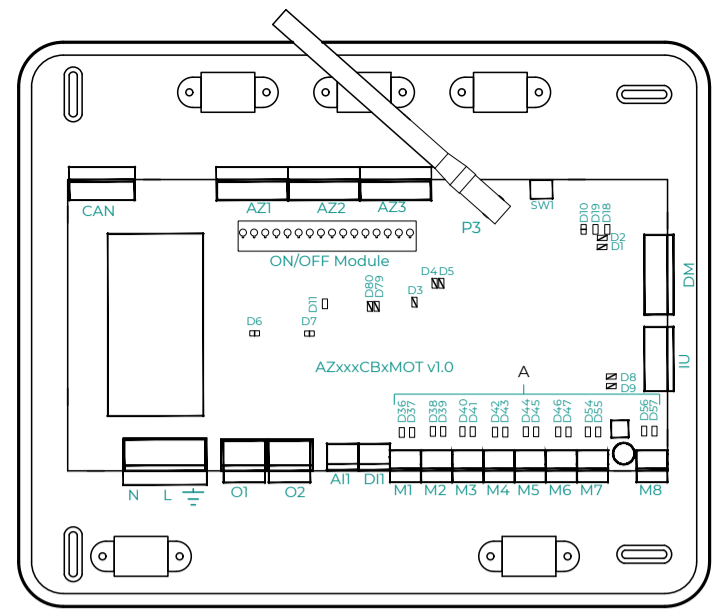 CAN
AZ1
AZ2
AZ3
P3
SW1
D10
D19
D18
D2
D1
ON/OFF Module
D4
D5
D80
D79
D3
D11
D6
D7
DM
IU
AZxxxCBxMOT v1.0
A
D8
D9
D36
D37
D38
D39
D40
D41
D42
D43
D44
D45
D46
D47
D54
D55
D56
D57
N
L
O1
O2
AI1
DI1
M1
M2
M3
M4
M5
M6
M7
M8